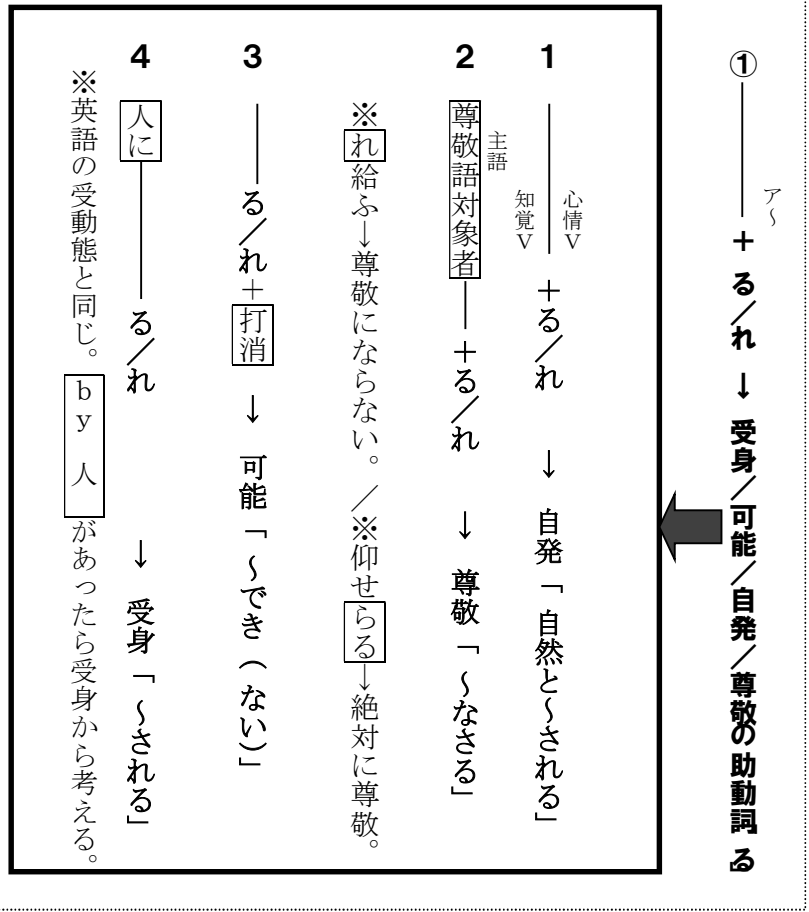 ①――― + る／れ → 受身／可能／自発／尊敬の助動詞「る」
ア～
1 ――― +る／れ → 自発「自然と～される」
心情V
知覚V
2 尊敬語対象者――+る／れ → 尊敬「～なさる」
主語
※れ給ふ→尊敬にならない。／※仰せらる→絶対に尊敬。
3 ――― る／れ+打消 → 可能「～でき（ない）」
4 人に――― る／れ → 受身「～される」
※英語の受動態と同じ。by 人 があったら受身から考える。